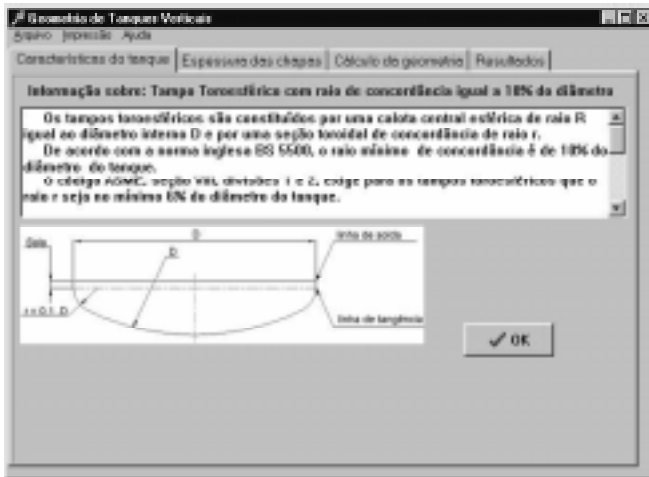 Geometria de Tanques Verticais
Arquivo Impressão Ajuda
Características do tanque Espessura das chapas Cálculo da geometria Resultados
Informação sobre: Tampo Toroesférico com raio de concordância igual a 10% do diâmetro
Os tampos toroesféricos são constituídos por uma calota central esférica de raio R
igual ao diâmetro interno D e por uma seção toroidal de concordância de raio r.
De acordo com a norma inglesa BS 5500, o raio mínimo de concordância é de 10% do
diâmetro do tanque.
O código ASME, seção VIII, divisões 1 e 2, exige para os tampos toroesféricos que o
raio r seja no mínimo 6% do diâmetro do tanque.
D
linha de solda
Saia
D
r = 0.1 D
linha de tangência
OK